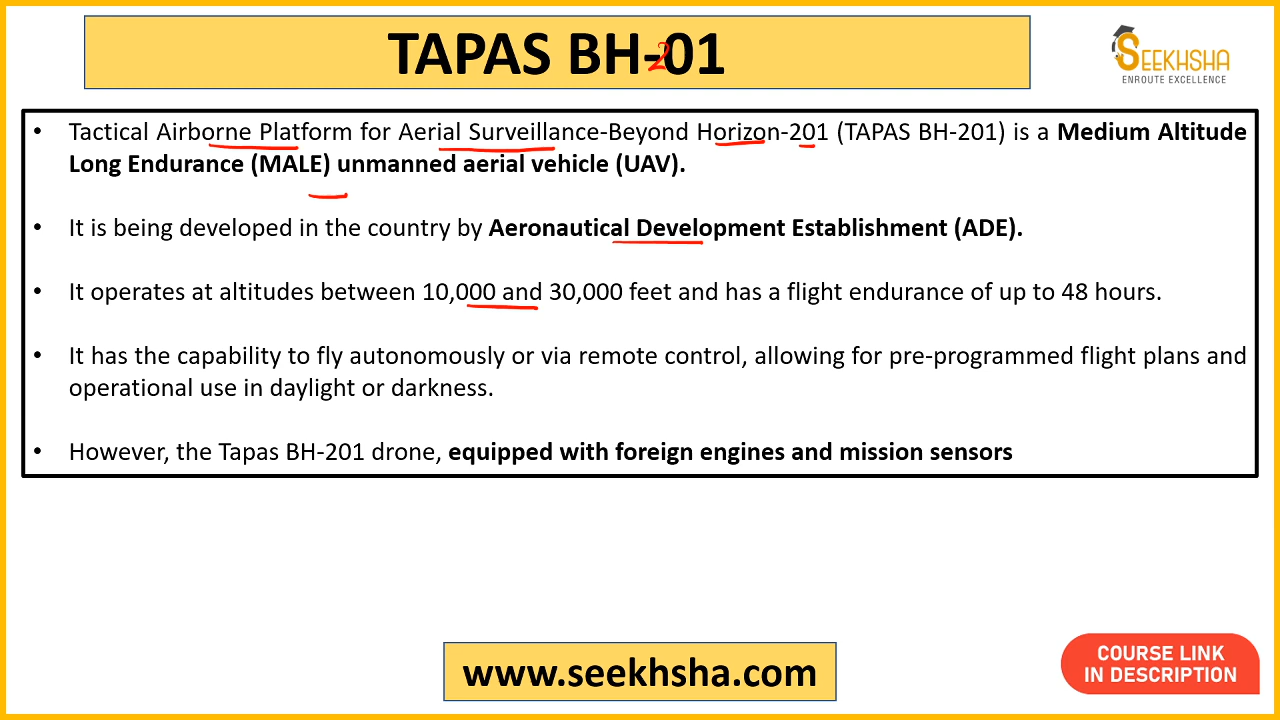 TAPAS BH-201
SEEKHSHA
ENROUTE EXCELLENCE
• Tactical Airborne Platform for Aerial Surveillance-Beyond Horizon-201 (TAPAS BH-201) is a Medium Altitude
Long Endurance (MALE) unmanned aerial vehicle (UAV).
• It is being developed in the country by Aeronautical Development Establishment (ADE).
• It operates at altitudes between 10,000 and 30,000 feet and has a flight endurance of up to 48 hours.
• It has the capability to fly autonomously or via remote control, allowing for pre-programmed flight plans and
operational use in daylight or darkness.
• However, the Tapas BH-201 drone, equipped with foreign engines and mission sensors
www.seekhsha.com
COURSE LINK
IN DESCRIPTION